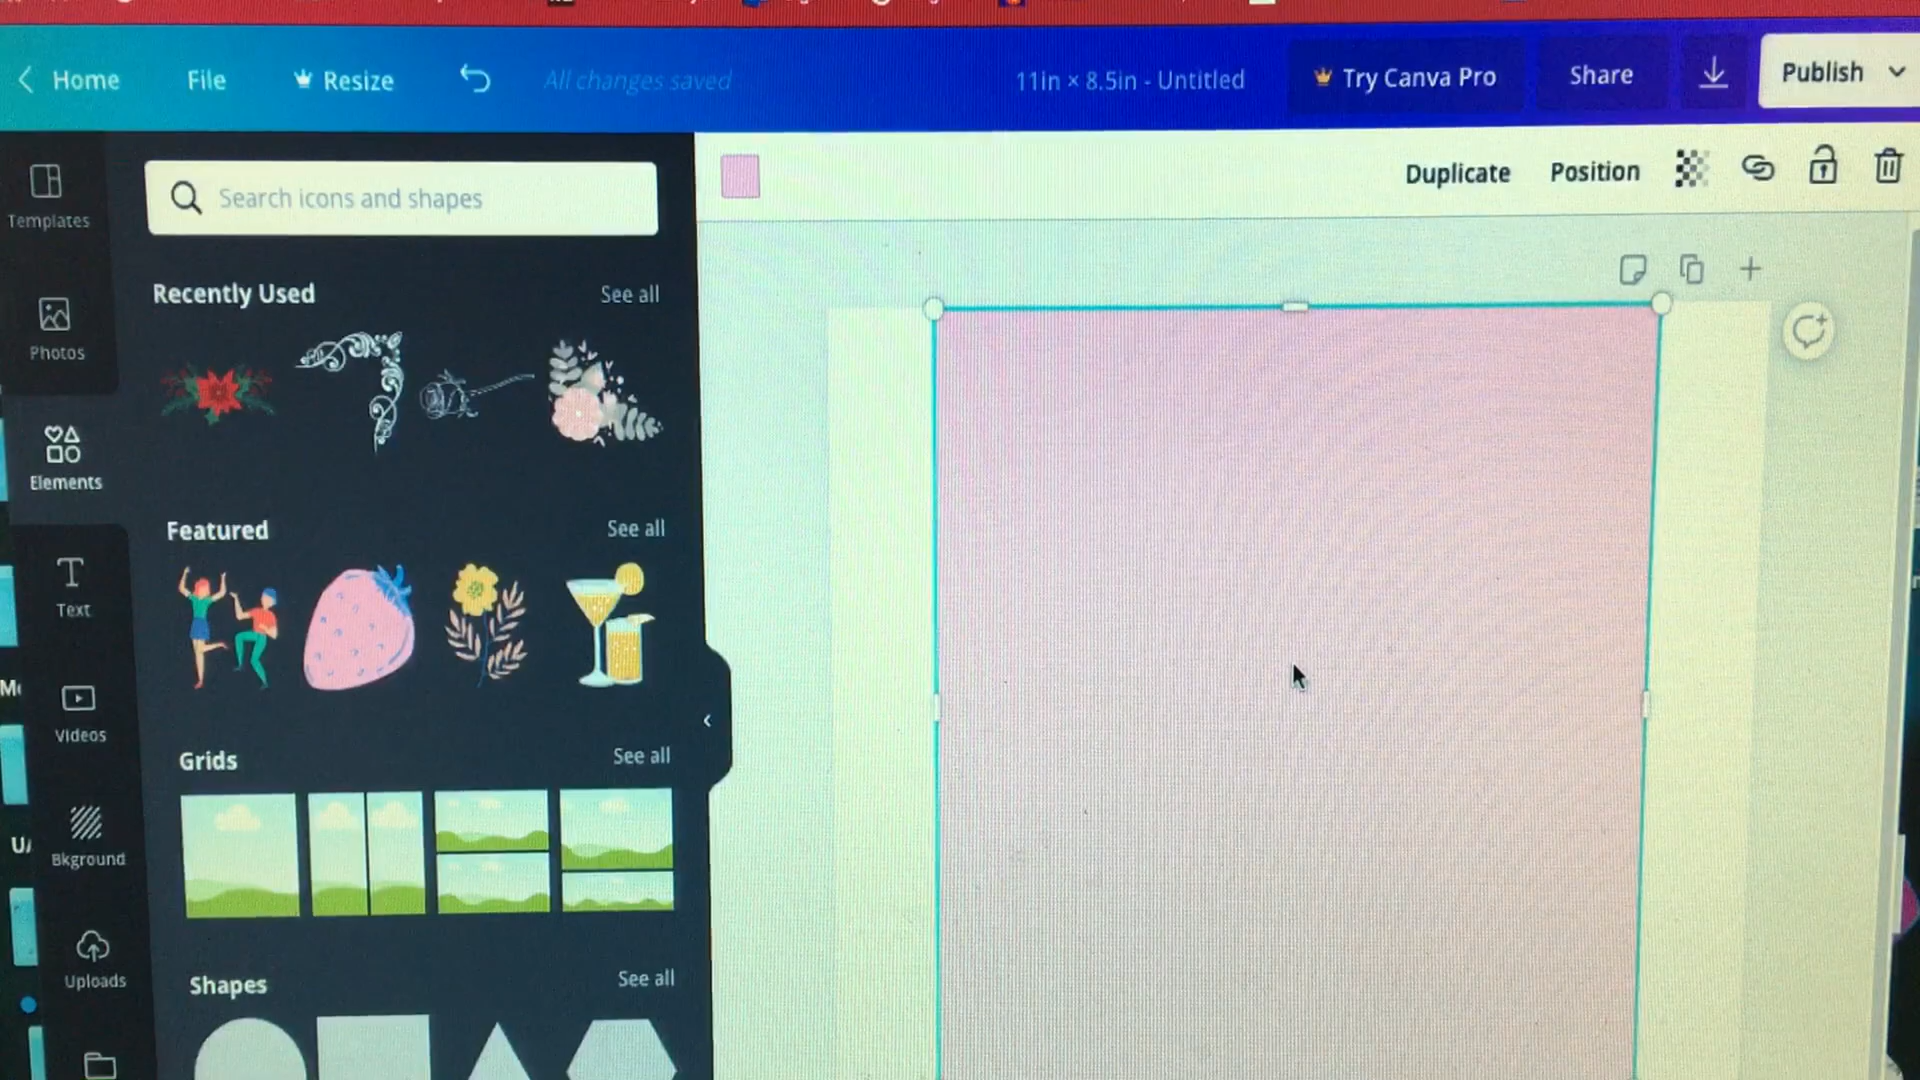 Home File Resize All changes saved 11in × 8.5in - Untitled Try Canva Pro Share Publish
Templates
Search icons and shapes
Duplicate Position
Recently Used See all
Photos
Elements
Featured See all
Text
Videos
Grids See all
Bkground
Uploads
Shapes See all